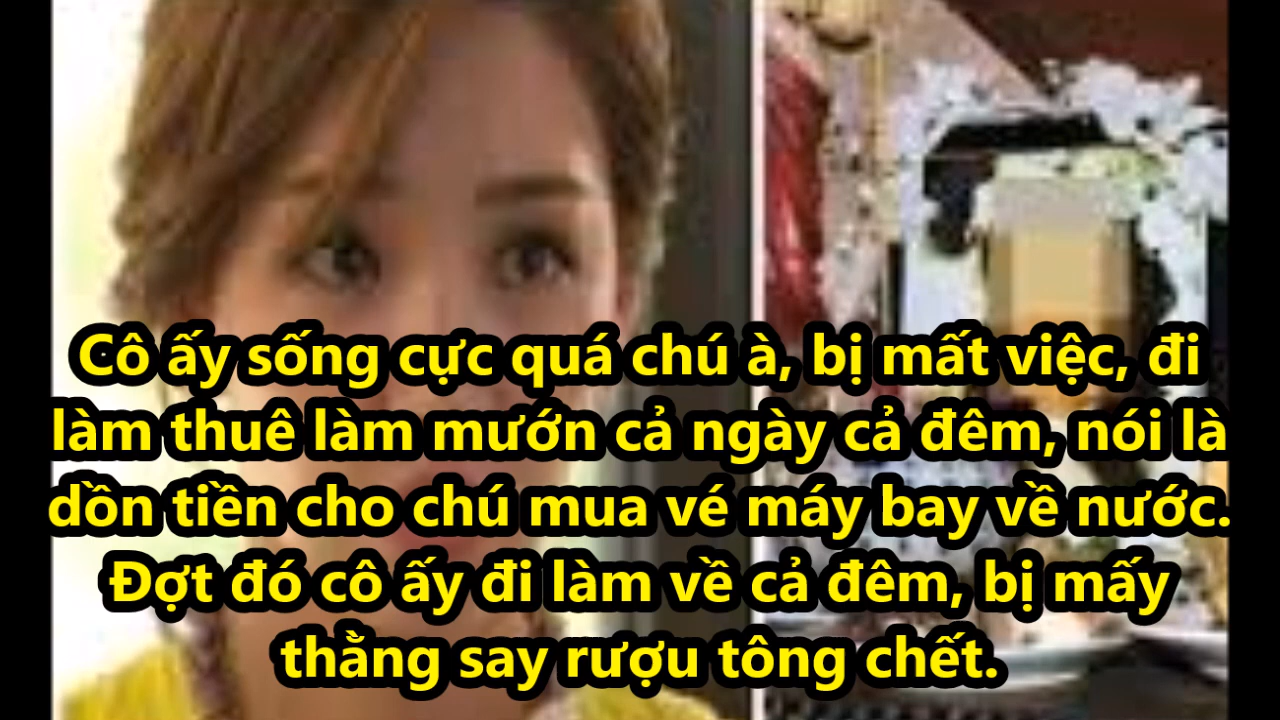 Cô ấy sống cực quá chú à, bị mất việc, đi
làm thuê làm mướn cả ngày cả đêm, nói là
dồn tiền cho chú mua vé máy bay về nước.
Đợt đó cô ấy đi làm về cả đêm, bị mấy
thằng say rượu tông chết.